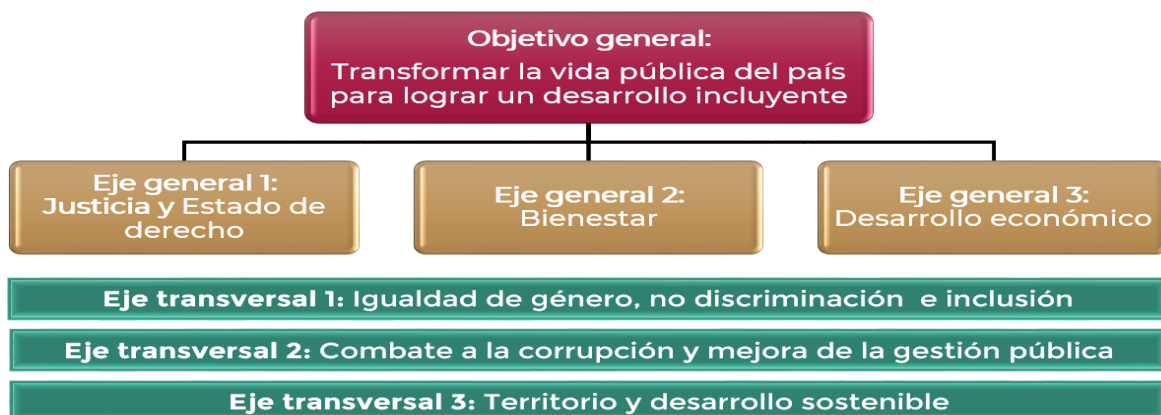 Objetivo general:
Transformar la vida pública del país
para lograr un desarrollo incluyente
Eje general 1:
Justicia y Estado de
derecho
Eje general 2:
Bienestar
Eje general 3:
Desarrollo económico
Eje transversal 1: Igualdad de género, no discriminación e inclusión
Eje transversal 2: Combate a la corrupción y mejora de la gestión pública
Eje transversal 3: Territorio y desarrollo sostenible